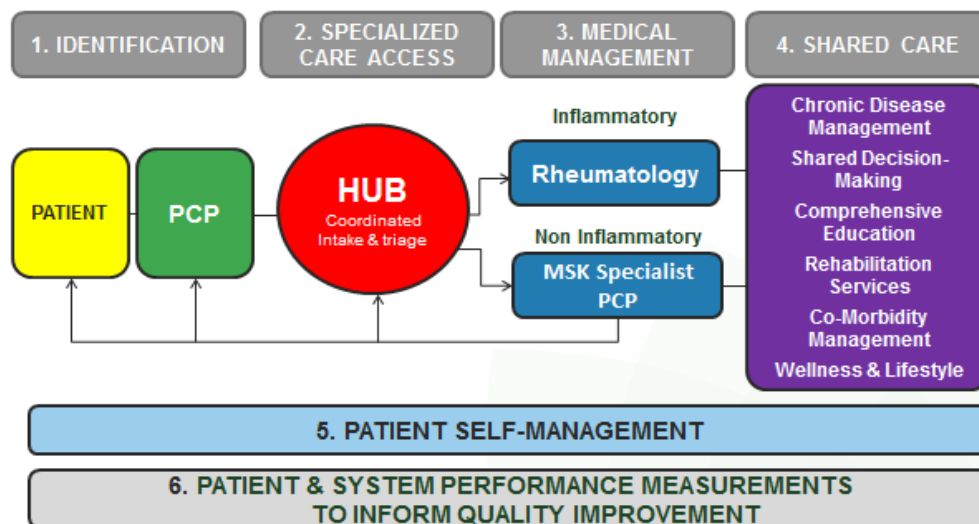 1. IDENTIFICATION
2. SPECIALIZED
CARE ACCESS
3. MEDICAL
MANAGEMENT
4. SHARED CARE
PATIENT
PCP
HUB
Coordinated
Intake & triage
Inflammatory
Rheumatology
Non Inflammatory
MSK Specialist
PCP
Chronic Disease
Management
Shared Decision-
Making
Comprehensive
Education
Rehabilitation
Services
Co-Morbidity
Management
Wellness & Lifestyle
5. PATIENT SELF-MANAGEMENT
6. PATIENT & SYSTEM PERFORMANCE MEASUREMENTS
TO INFORM QUALITY IMPROVEMENT